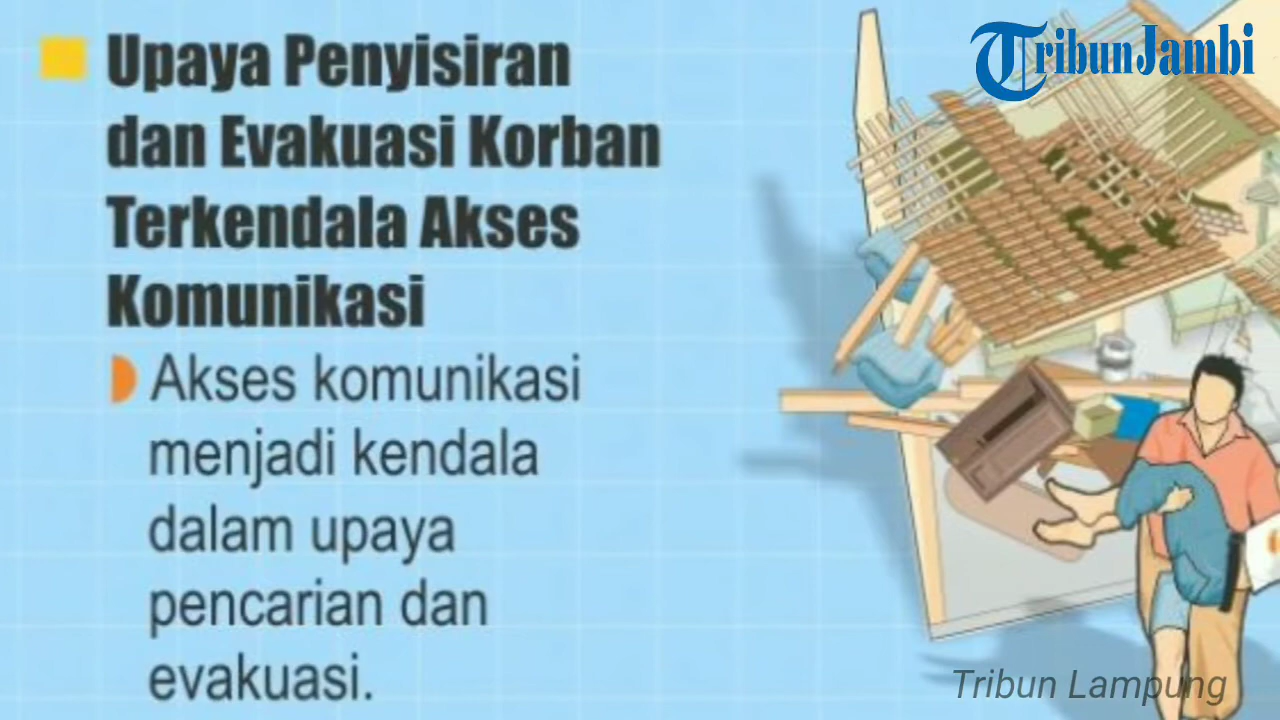 Upaya Penyisiran
dan Evakuasi Korban
Terkendala Akses
Komunikasi
Akses komunikasi
menjadi kendala
dalam upaya
pencarian dan
evakuasi.
TribunJambi
Tribun Lampung